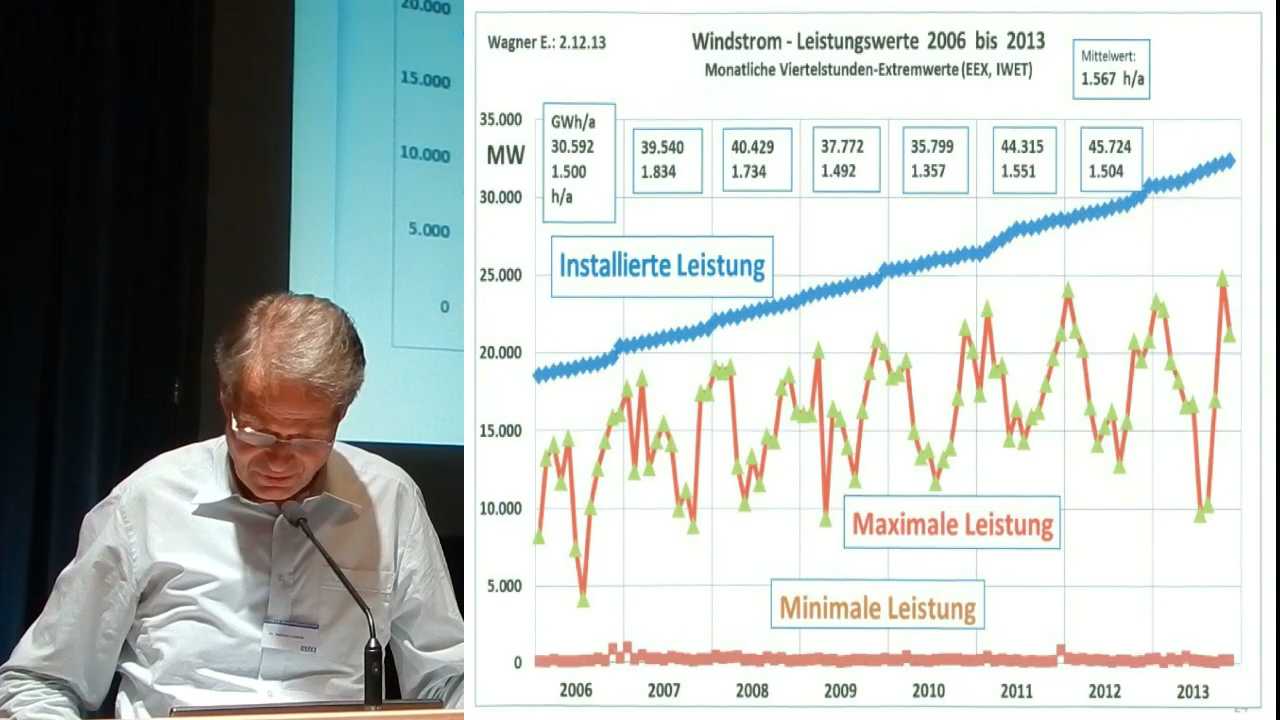 20.000
15.000
10.000
5.000
0
Wagner E.: 2.12.13
Windstrom - Leistungswerte 2006 bis 2013
Monatliche Viertelstunden-Extremwerte (EEX, IWET)
Mittelwert:
1.567 h/a
35.000
MW
30.000
25.000
20.000
15.000
10.000
5.000
0
GWh/a
30.592
1.500
h/a
39.540
1.834
40.429
1.734
37.772
1.492
35.799
1.357
44.315
1.551
45.724
1.504
Installierte Leistung
Maximale Leistung
Minimale Leistung
2006 2007 2008 2009 2010 2011 2012 2013